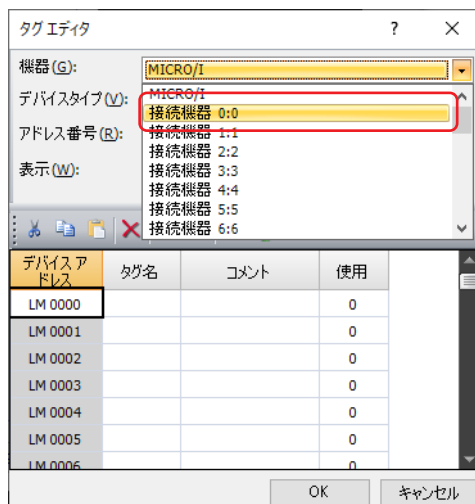 タグ エディタ ? ×
機器(G): MICRO/I
デバイスタイプ(V): MICRO/I
接続機器 0:0
アドレス番号(R): 接続機器 1:1
接続機器 2:2
表示(W): 接続機器 3:3
接続機器 4:4
接続機器 5:5
接続機器 6:6
デバイスアドレス タグ名 コメント 使用
LM 0000 0
LM 0001 0
LM 0002 0
LM 0003 0
LM 0004 0
LM 0005 0
LM 0006 0
OK キャンセル